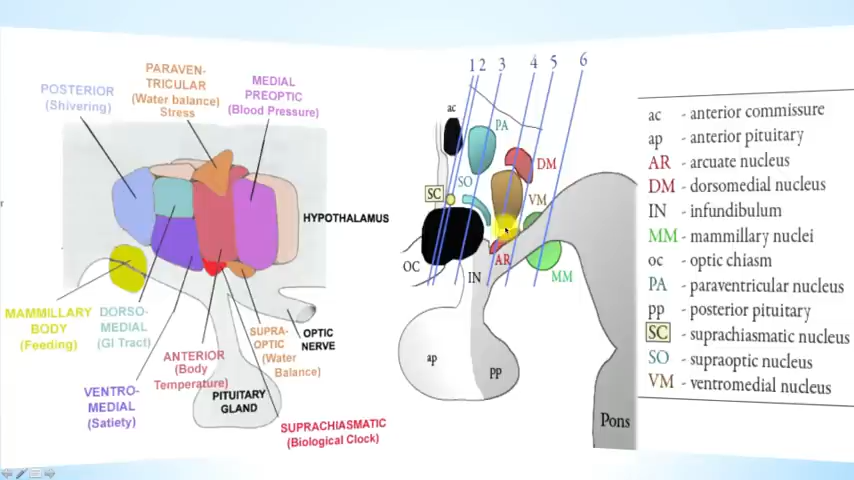 POSTERIOR
(Shivering)
PARAVEN-
TRICULAR
(Water balance)
Stress
MEDIAL
PREOPTIC
(Blood Pressure)
HYPOTHALAMUS
MAMMILLARY
BODY
(Feeding)
DORSO-
MEDIAL
(GI Tract)
VENTRO-
MEDIAL
(Satiety)
ANTERIOR
(Body
Temperature)
SUPRA-
OPTIC
(Water
Balance)
OPTIC
NERVE
PITUITARY
GLAND
SUPRACHIASMATIC
(Biological Clock)
1 2 3 4 5 6
ac
PA
DM
SO
SC
VM
OC
AR
IN
MM
ap
pp
Pons
ac - anterior commissure
ap - anterior pituitary
AR - arcuate nucleus
DM - dorsomedial nucleus
IN - infundibulum
MM - mammillary nuclei
oc - optic chiasm
PA - paraventricular nucleus
pp - posterior pituitary
SC - suprachiasmatic nucleus
SO - supraoptic nucleus
VM - ventromedial nucleus